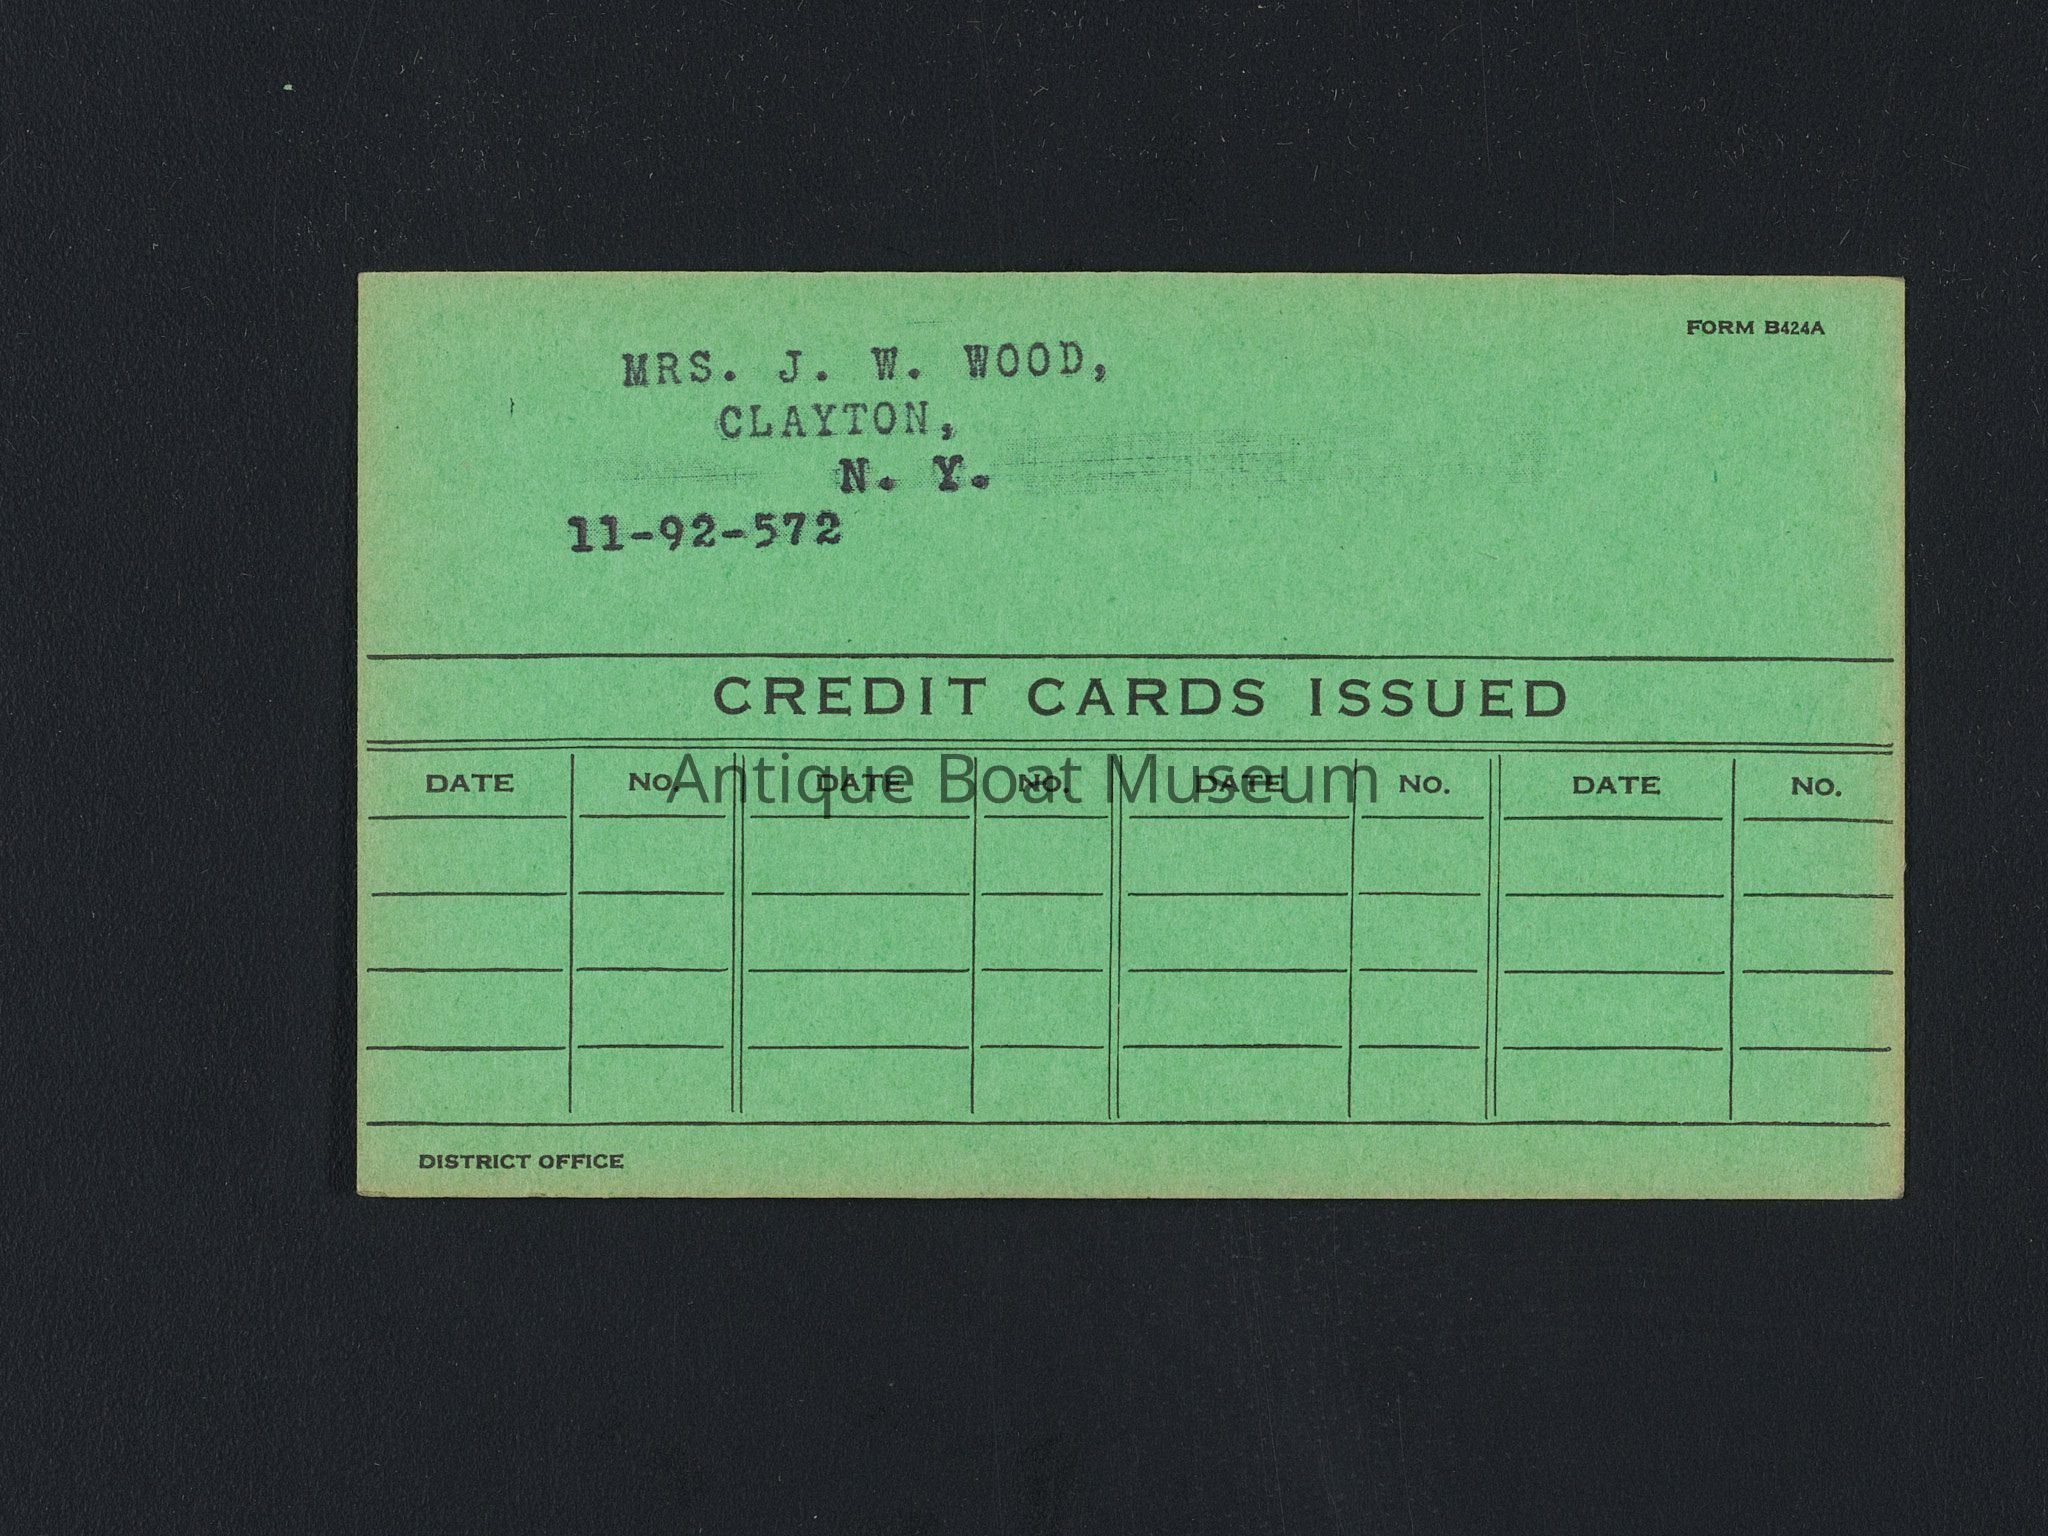 FORM B424A
MRS. J. W. WOOD,
CLAYTON,
N. Y.
11-92-572
CREDIT CARDS ISSUED
DATE No. DATE No. DATE No. DATE No.
Antique Boat Museum
DISTRICT OFFICE